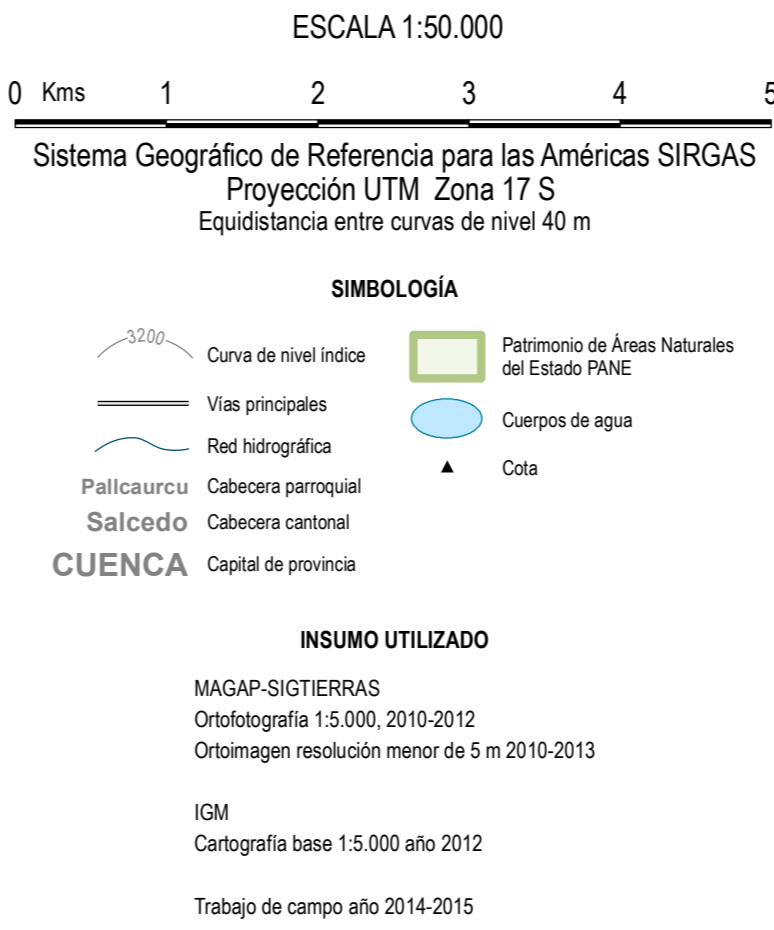 ESCALA 1:50.000
0 Kms 1 2 3 4 5
Sistema Geográfico de Referencia para las Américas SIRGAS
Proyección UTM Zona 17 S
Equidistancia entre curvas de nivel 40 m
SIMBOLOGÍA
3200
Curva de nivel índice
Vías principales
Red hidrográfica
Pallcaurcu Cabecera parroquial
Salcedo Cabecera cantonal
CUENCA Capital de provincia
Patrimonio de Áreas Naturales
del Estado PANE
Cuerpos de agua
Cota
INSUMO UTILIZADO
MAGAP-SIGTIERRAS
Ortofotografía 1:5.000, 2010-2012
Ortoimagen resolución menor de 5 m 2010-2013
IGM
Cartografía base 1:5.000 año 2012
Trabajo de campo año 2014-2015